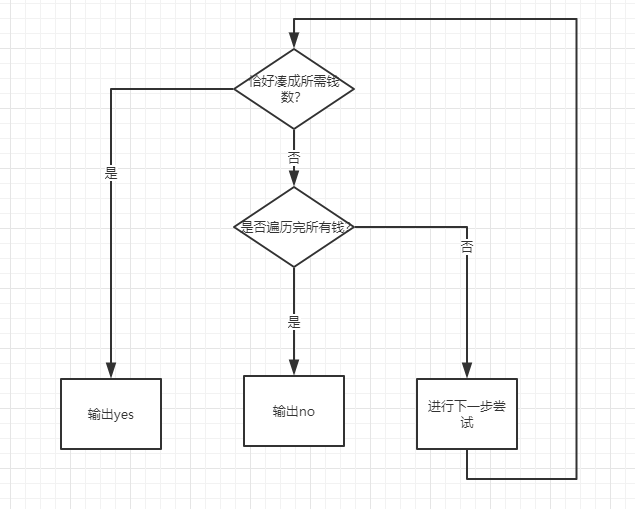 恰好凑成所需钱
数?
是
否
是否遍历完所有钱?
否
是
输出yes
输出no
进行下一步尝
试